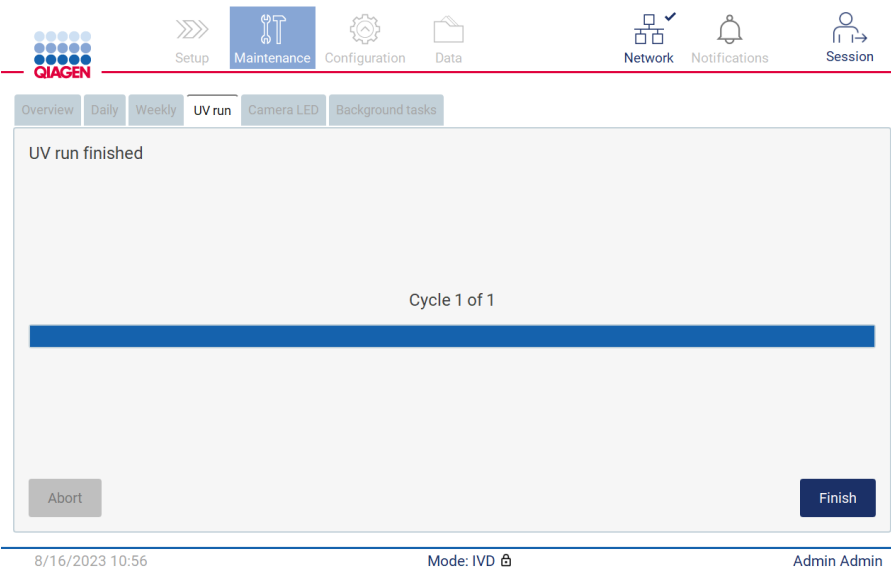 QIAGEN
Setup Maintenance Configuration Data Network Notifications Session
Overview Daily Weekly UV run Camera LED Background tasks
UV run finished
Cycle 1 of 1
Abort Finish
8/16/2023 10:56 Mode: IVD Admin Admin